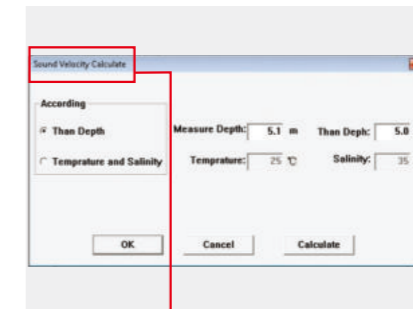 Sound Velocity Calculate
According
Than Depth
Temprature and Salinity
Measure Depth: 5.1 m Than Deph: 5.0
Temprature: 25 ℃ Salinity: 35
OK Cancel Calculate